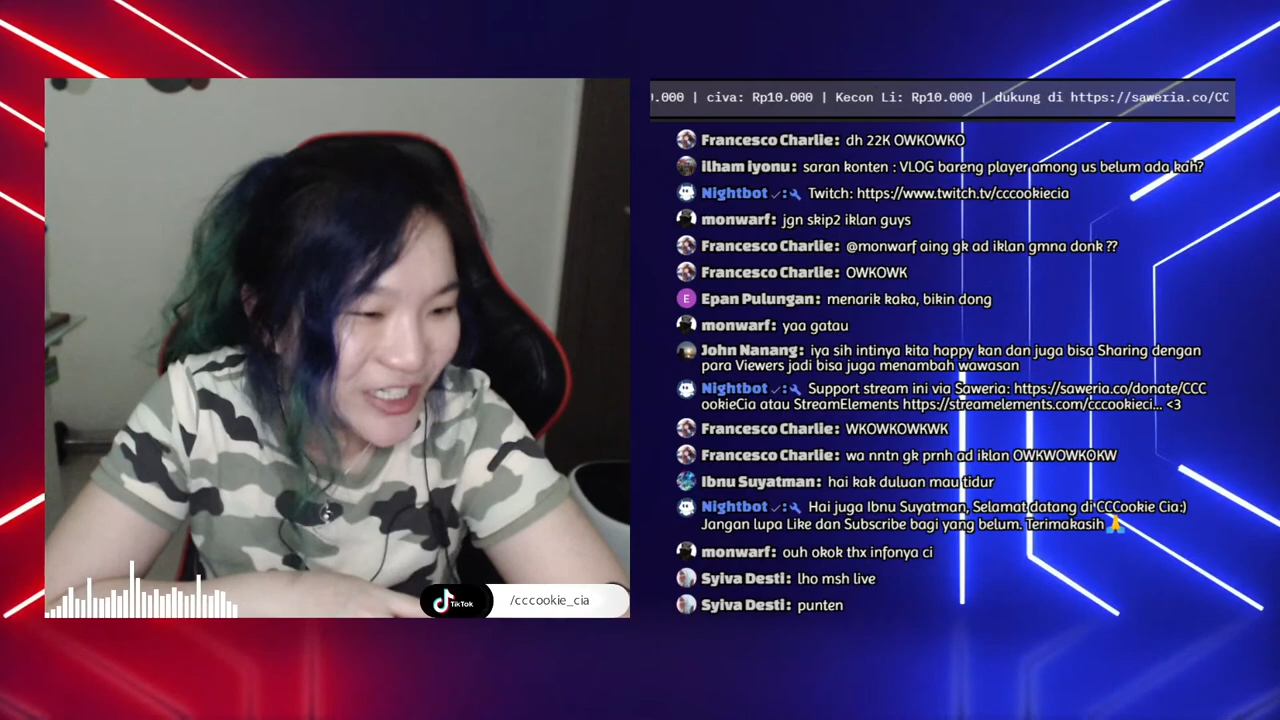 .000 | civa: Rp10.000 | Kecon Li: Rp10.000 | dukung di https://saweria.co/CC
Francesco Charlie: dh 22K OWKOWKO
ilham iyonu: saran konten : VLOG bareng player among us belum ada kah?
Nightbot: Twitch: https://www.twitch.tv/cccookiecia
monwarf: jgn skip2 iklan guys
Francesco Charlie: @monwarf aing gk ad iklan gmna donk ??
Francesco Charlie: OWKOWK
E Epan Pulungan: menarik kaka, bikin dong
monwarf: yaa gatau
John Nanang: iya sih intinya kita happy kan dan juga bisa Sharing dengan
para Viewers jadi bisa juga menambah wawasan
Nightbot: Support stream ini via Saweria: https://saweria.co/donate/CCC
ookieCia atau StreamElements https://streamelements.com/cccookieci... <3
Francesco Charlie: WKOWKOWKWK
Francesco Charlie: wa nntn gk prnh ad iklan OWKWOWKOKW
Ibnu Suyatman: hai kak duluan mau tidur
Nightbot: Hai juga Ibnu Suyatman, Selamat datang di CCCookie Cia:)
Jangan lupa Like dan Subscribe bagi yang belum. Terimakasih 🙏
monwarf: ouh okok thx infonya ci
Syiva Desti: lho msh live
Syiva Desti: punten
TikTok /cccookie_cia